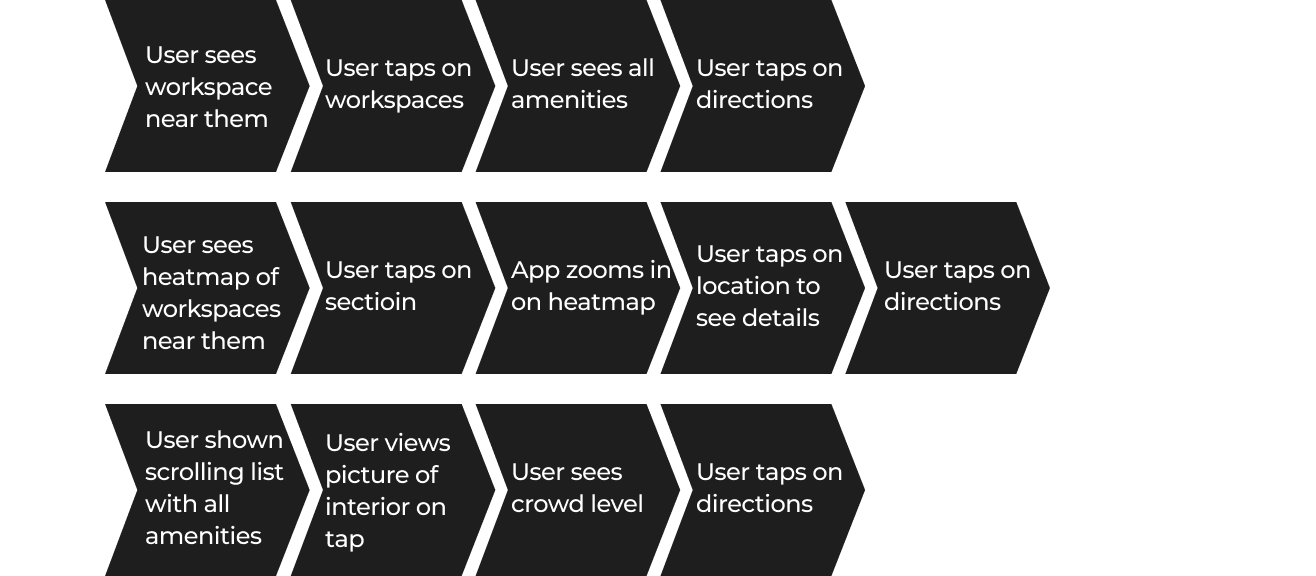 User sees
workspace
near them
User taps on
workspaces
User sees all
amenities
User taps on
directions
User sees
heatmap of
workspaces
near them
User taps on
sectioin
App zooms in
on heatmap
User taps on
location to
see details
User taps on
directions
User shown
scrolling list
with all
amenities
User views
picture of
interior on
tap
User sees
crowd level
User taps on
directions